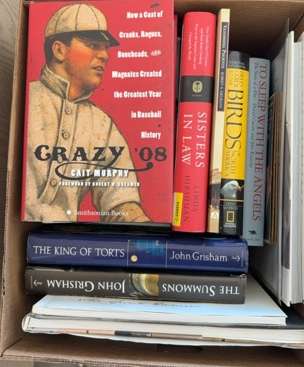 How a Cast of
Cranks, Rogues,
Boneheads, and
Magnates Created
the Greatest Year
in Baseball
History
CRAZY '08
CAIT MURPHY
FOREWORD BY ROBERT W. CREAMER
Smithsonian Books
SISTERS
IN LAW
LINDA
HIRSHMAN
BIRDS
TO SLEEP WITH THE ANGELS
THE KING OF TORTS
John Grisham
THE SUMMONS
JOHN GRISHAM